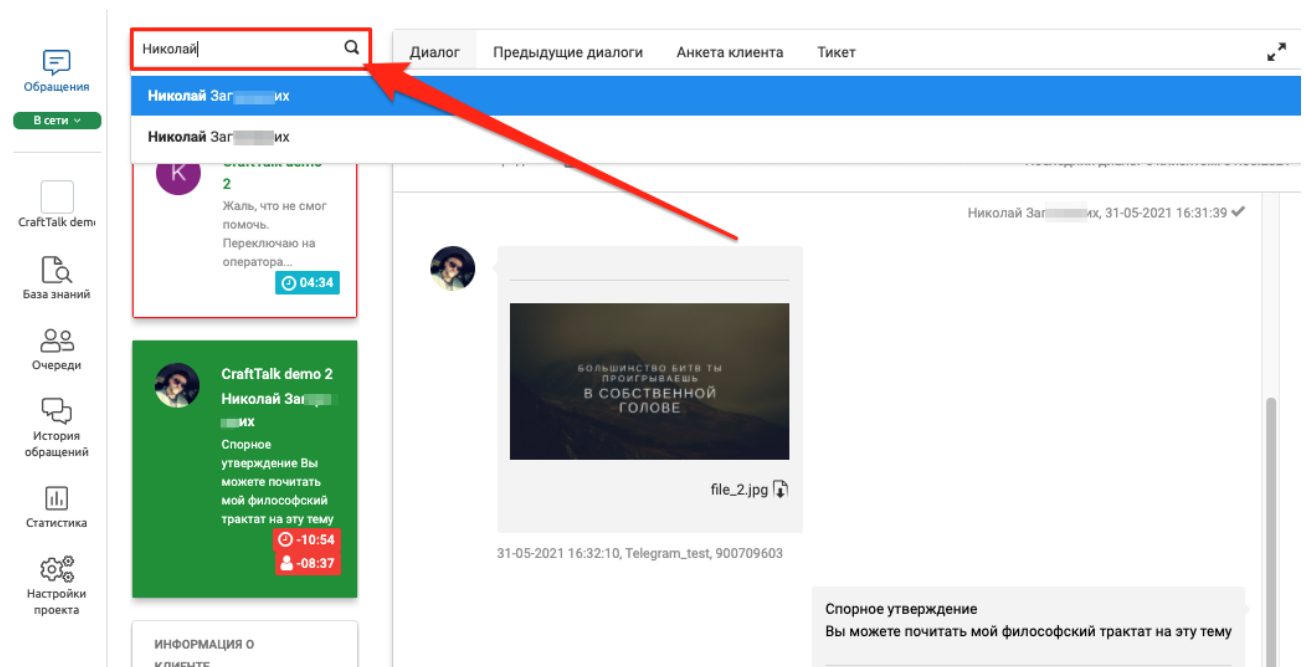 Обращения
В сети
CraftTalk dem
База знаний
Очереди
История
обращений
Статистика
Настройки
проекта
Николай
Николай Заг их
Николай Заг их
K
2
Жаль, что не смог
помочь.
Переключаю на
оператора...
04:34
CraftTalk demo 2
Николай Заг
их
Спорное
утверждение Вы
можете почитать
мой философский
трактат на эту тему
-10:54
-08:37
ИНФОРМАЦИЯ О
КЛИЕНТЕ
Диалог Предыдущие диалоги Анкета клиента Тикет
Николай Заг их, 31-05-2021 16:31:39
БОЛЬШИНСТВО БИТВ ТЫ
ПРОИГРЫВАЕШЬ
В СОБСТВЕННОЙ
ГОЛОВЕ
file_2.jpg
31-05-2021 16:32:10, Telegram_test, 900709603
Спорное утверждение
Вы можете почитать мой философский трактат на эту тему